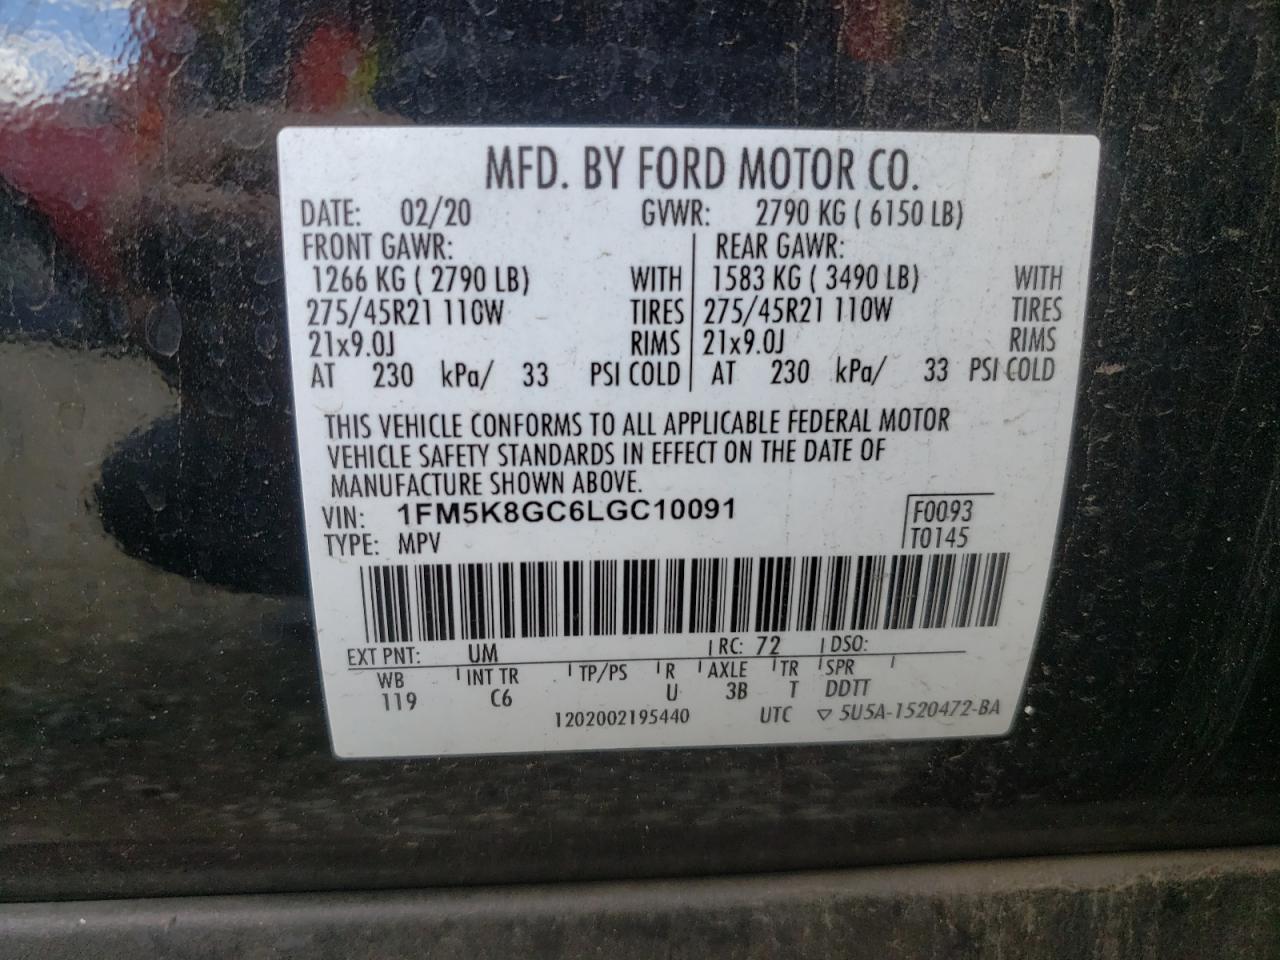 MFD. BY FORD MOTOR CO.
DATE: 02/20 GVWR: 2790 KG ( 6150 LB)
FRONT GAWR: REAR GAWR:
1266 KG ( 2790 LB) WITH 1583 KG ( 3490 LB) WITH
275/45R21 110W TIRES 275/45R21 110W TIRES
21x9.0J RIMS 21x9.0J RIMS
AT 230 kPa/ 33 PSI COLD AT 230 kPa/ 33 PSI COLD
THIS VEHICLE CONFORMS TO ALL APPLICABLE FEDERAL MOTOR
VEHICLE SAFETY STANDARDS IN EFFECT ON THE DATE OF
MANUFACTURE SHOWN ABOVE.
VIN: 1FM5K8GC6LGC10091 F0093
TYPE: MPV T0145
EXT PNT: UM RC: 72 DSO:
WB INT TR TP/PS R AXLE TR SPR
119 C6 U 3B T DDTT
1202002195440 UTC ▽ 5U5A-1520472-BA